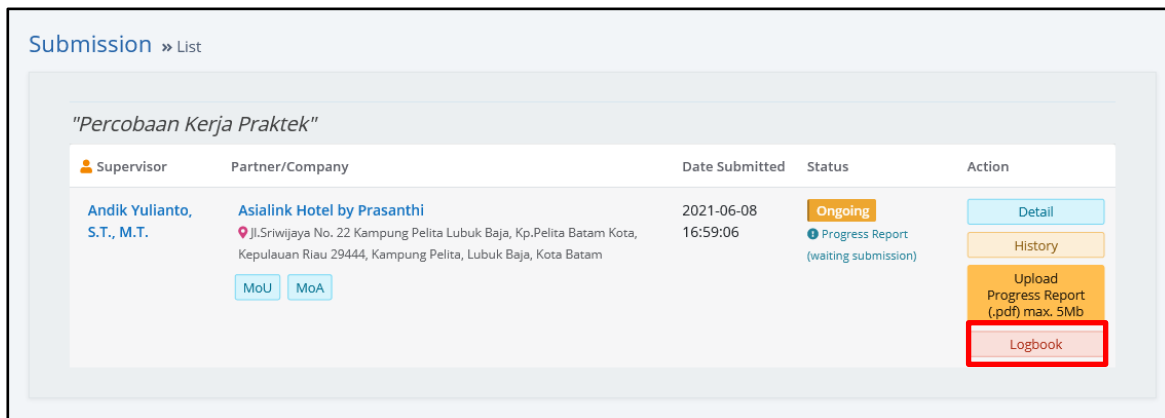 Submission » List
"Percobaan Kerja Praktek"
Supervisor Partner/Company Date Submitted Status Action
Andik Yulianto, S.T., M.T.
Asialink Hotel by Prasanthi
Jl.Sriwijaya No. 22 Kampung Pelita Lubuk Baja, Kp.Pelita Batam Kota,
Kepulauan Riau 29444, Kampung Pelita, Lubuk Baja, Kota Batam
MoU MoA
2021-06-08
16:59:06
Ongoing
Progress Report
(waiting submission)
Detail
History
Upload
Progress Report
(.pdf) max. 5Mb
Logbook